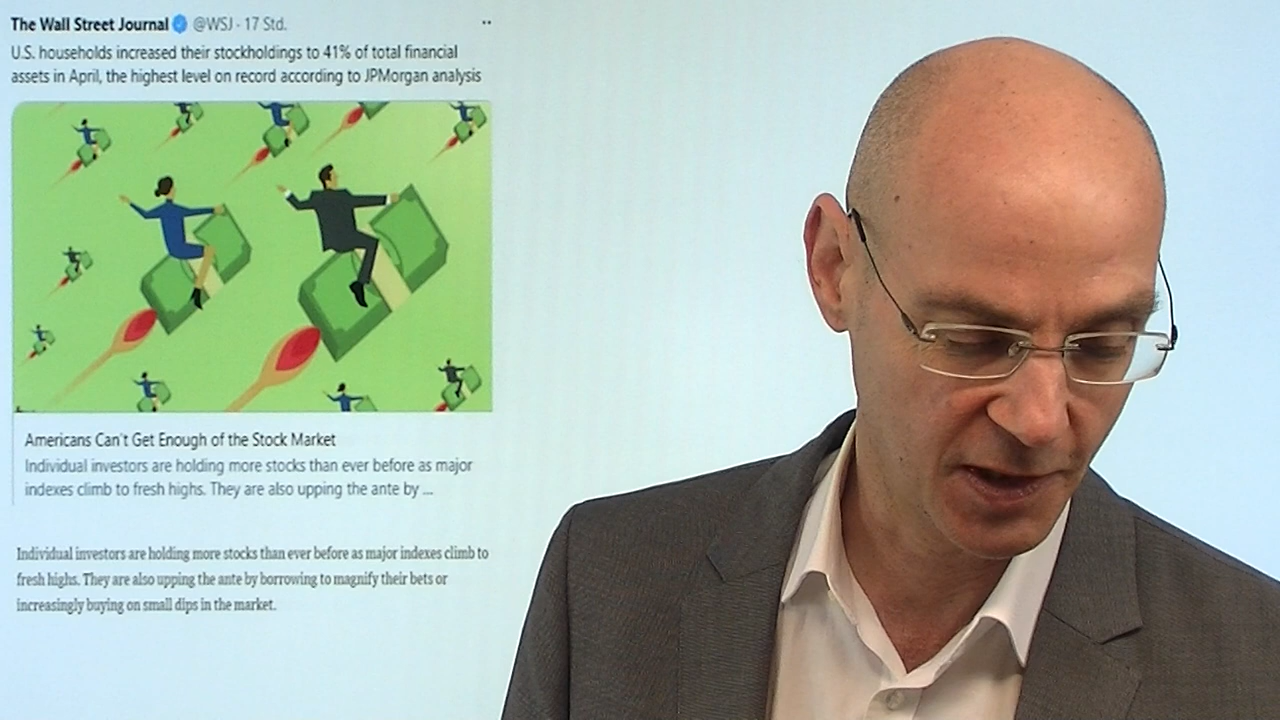 The Wall Street Journal @WSJ · 17 Std.
U.S. households increased their stockholdings to 41% of total financial
assets in April, the highest level on record according to JPMorgan analysis
Americans Can't Get Enough of the Stock Market
Individual investors are holding more stocks than ever before as major
indexes climb to fresh highs. They are also upping the ante by ...
Individual investors are holding more stocks than ever before as major indexes climb to
fresh highs. They are also upping the ante by borrowing to magnify their bets or
increasingly buying on small dips in the market.